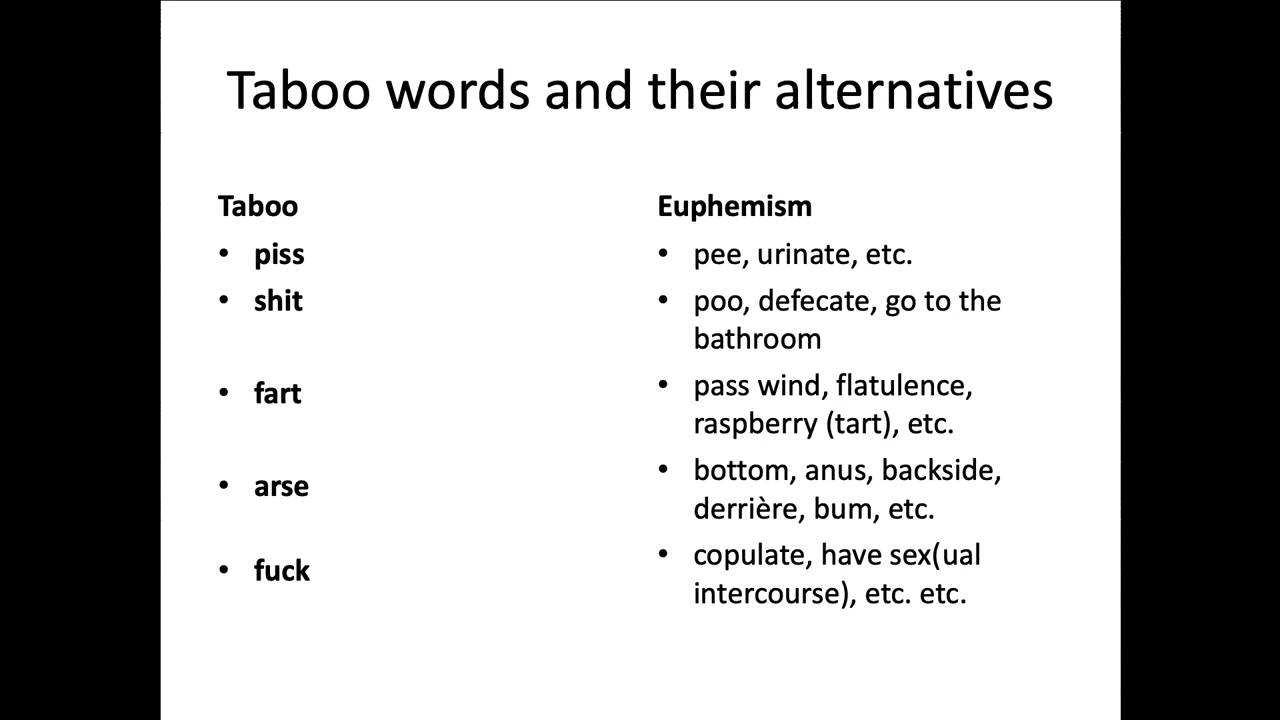 Taboo words and their alternatives
Taboo
• piss
• shit
• fart
• arse
• fuck
Euphemism
• pee, urinate, etc.
• poo, defecate, go to the
bathroom
• pass wind, flatulence,
raspberry (tart), etc.
• bottom, anus, backside,
derrière, bum, etc.
• copulate, have sex(ual
intercourse), etc. etc.